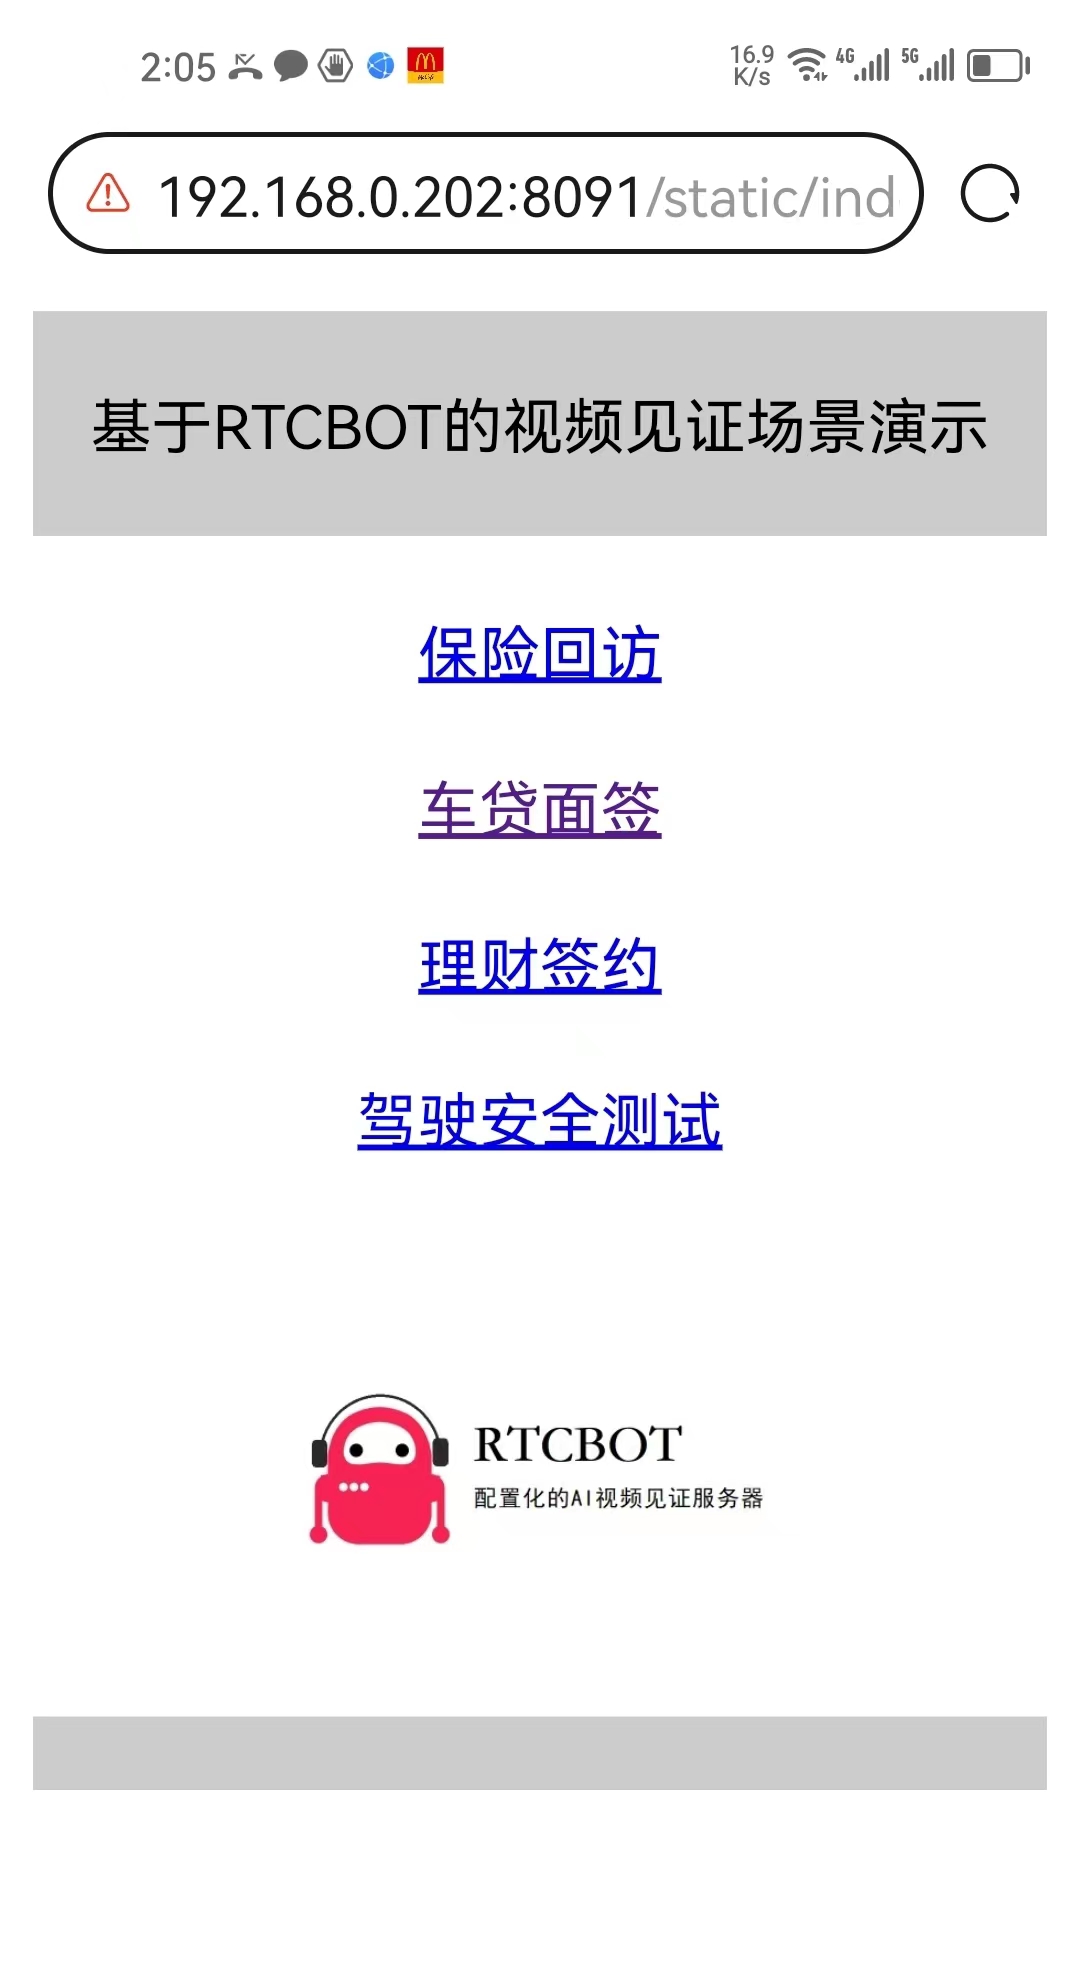 2:05
16.9
K/s
4G
5G
192.168.0.202:8091/static/ind
基于RTCBOT的视频见证场景演示
保险回访
车贷面签
理财签约
驾驶安全测试
RTCBOT
配置化的AI视频见证服务器